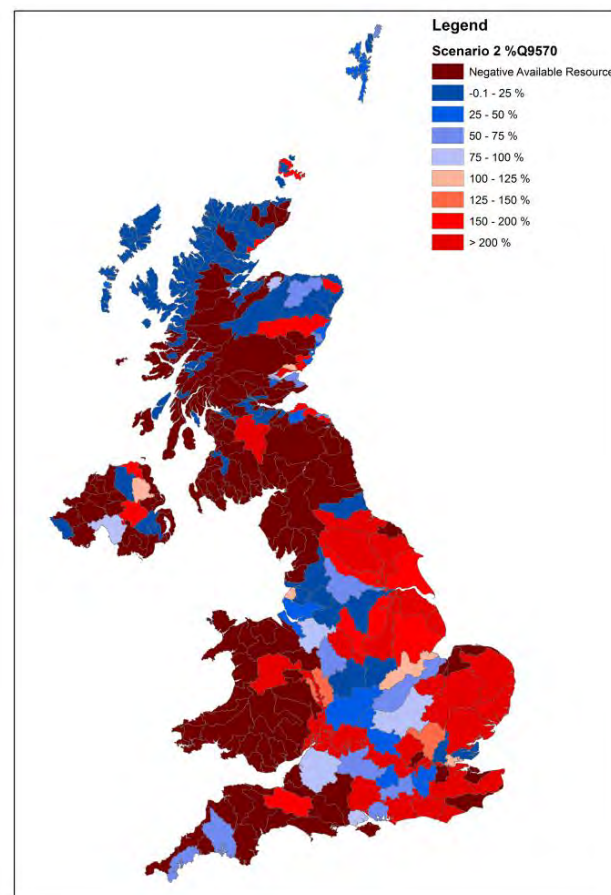 Legend
Scenario 2 %Q9570
Negative Available Resource
-0.1 - 25 %
25 - 50 %
50 - 75 %
75 - 100 %
100 - 125 %
125 - 150 %
150 - 200 %
> 200 %